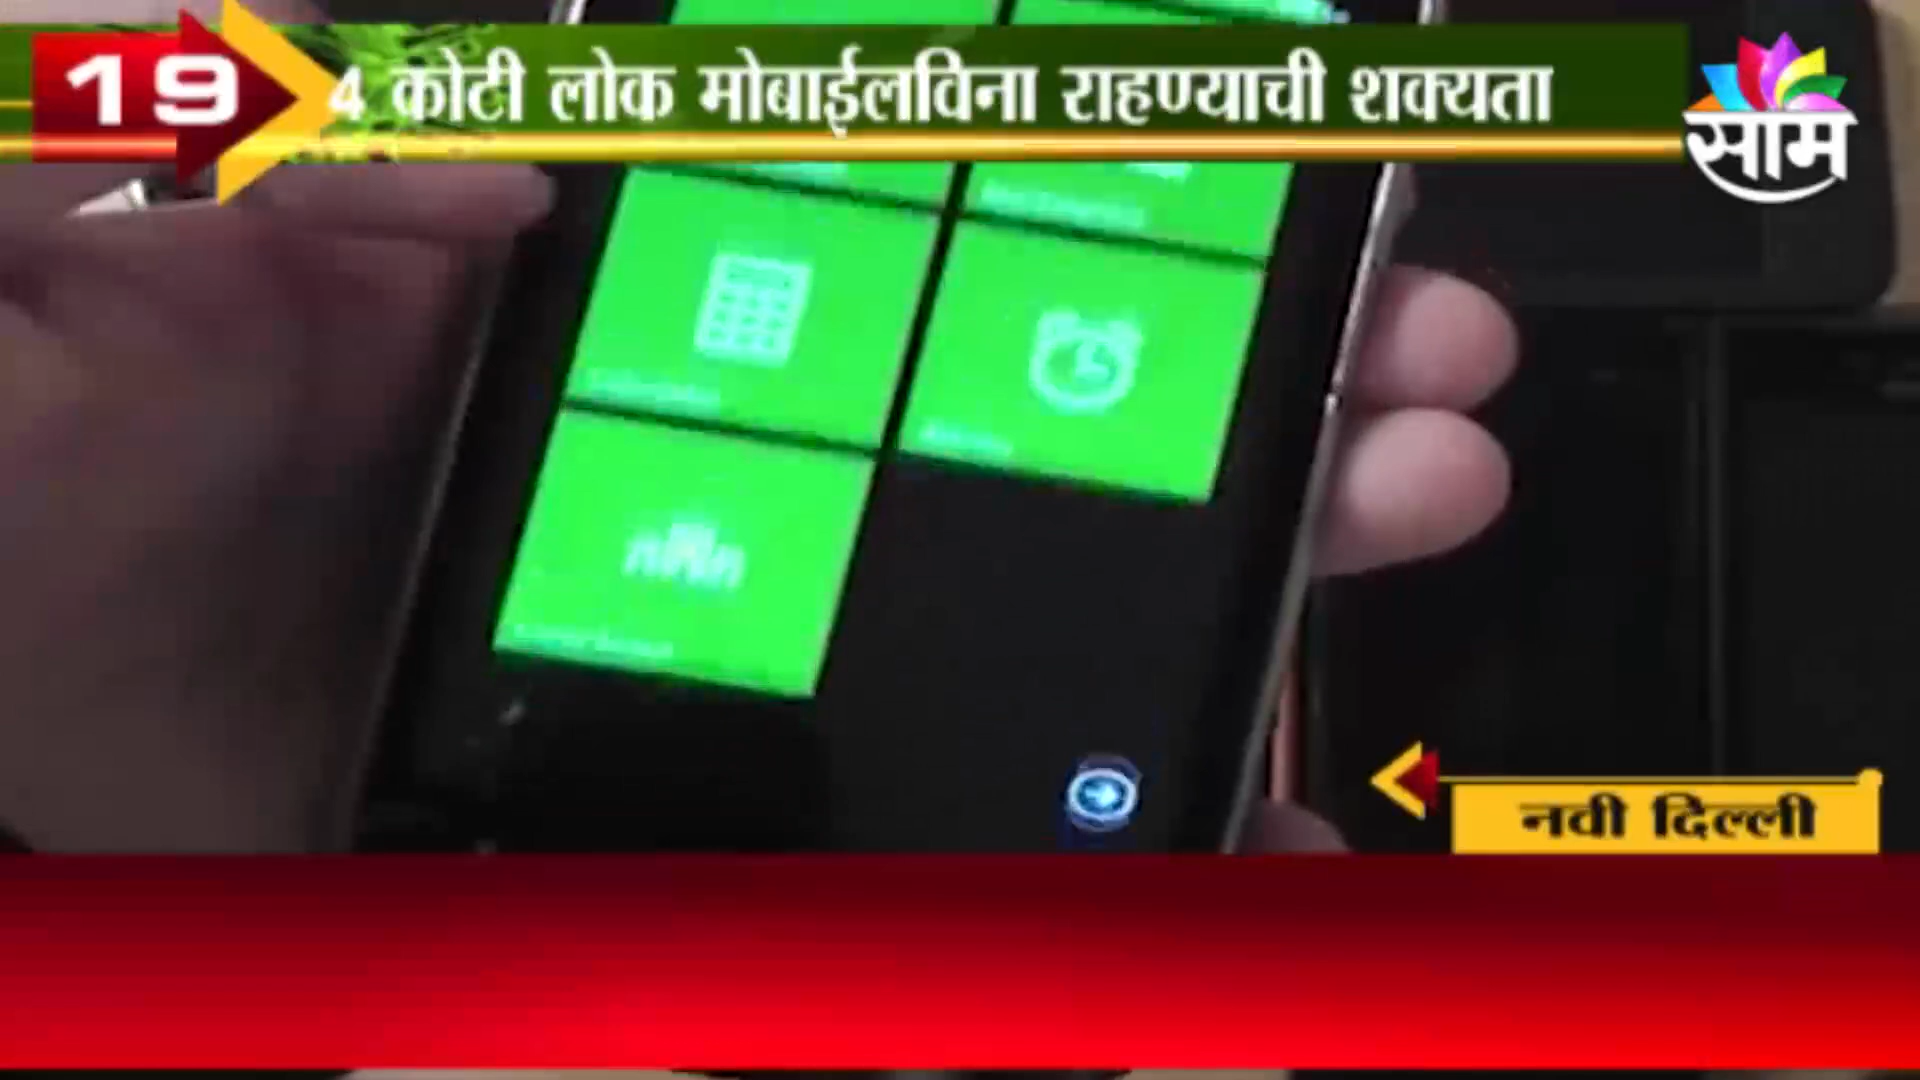 19
4 कोटी लोक मोबाईलविना राहण्याची शक्यता
साम
नवी दिल्ली